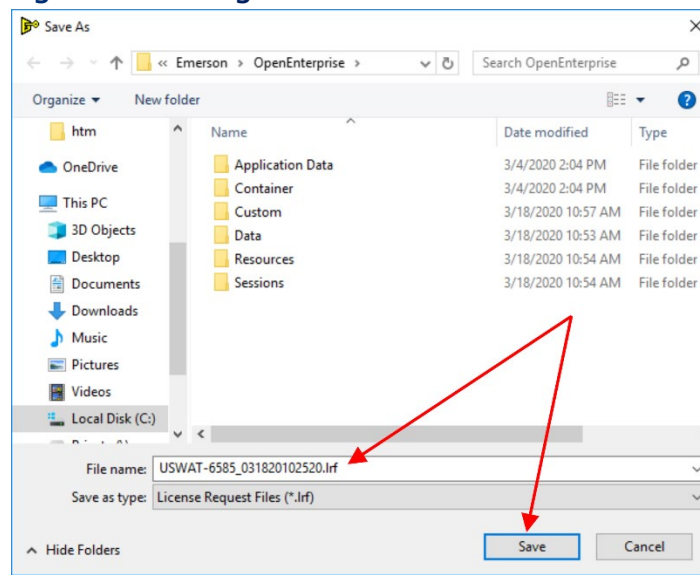 Save As
« Emerson › OpenEnterprise ›
Search OpenEnterprise
Organize
New folder
htm
OneDrive
This PC
3D Objects
Desktop
Documents
Downloads
Music
Pictures
Videos
Local Disk (C:)
Name Date modified Type
Application Data 3/4/2020 2:04 PM File folder
Container 3/4/2020 2:04 PM File folder
Custom 3/18/2020 10:57 AM File folder
Data 3/18/2020 10:53 AM File folder
Resources 3/18/2020 10:54 AM File folder
Sessions 3/18/2020 10:54 AM File folder
File name: USWAT-6585_031820102520.lrf
Save as type: License Request Files (*.lrf)
Hide Folders
Save
Cancel